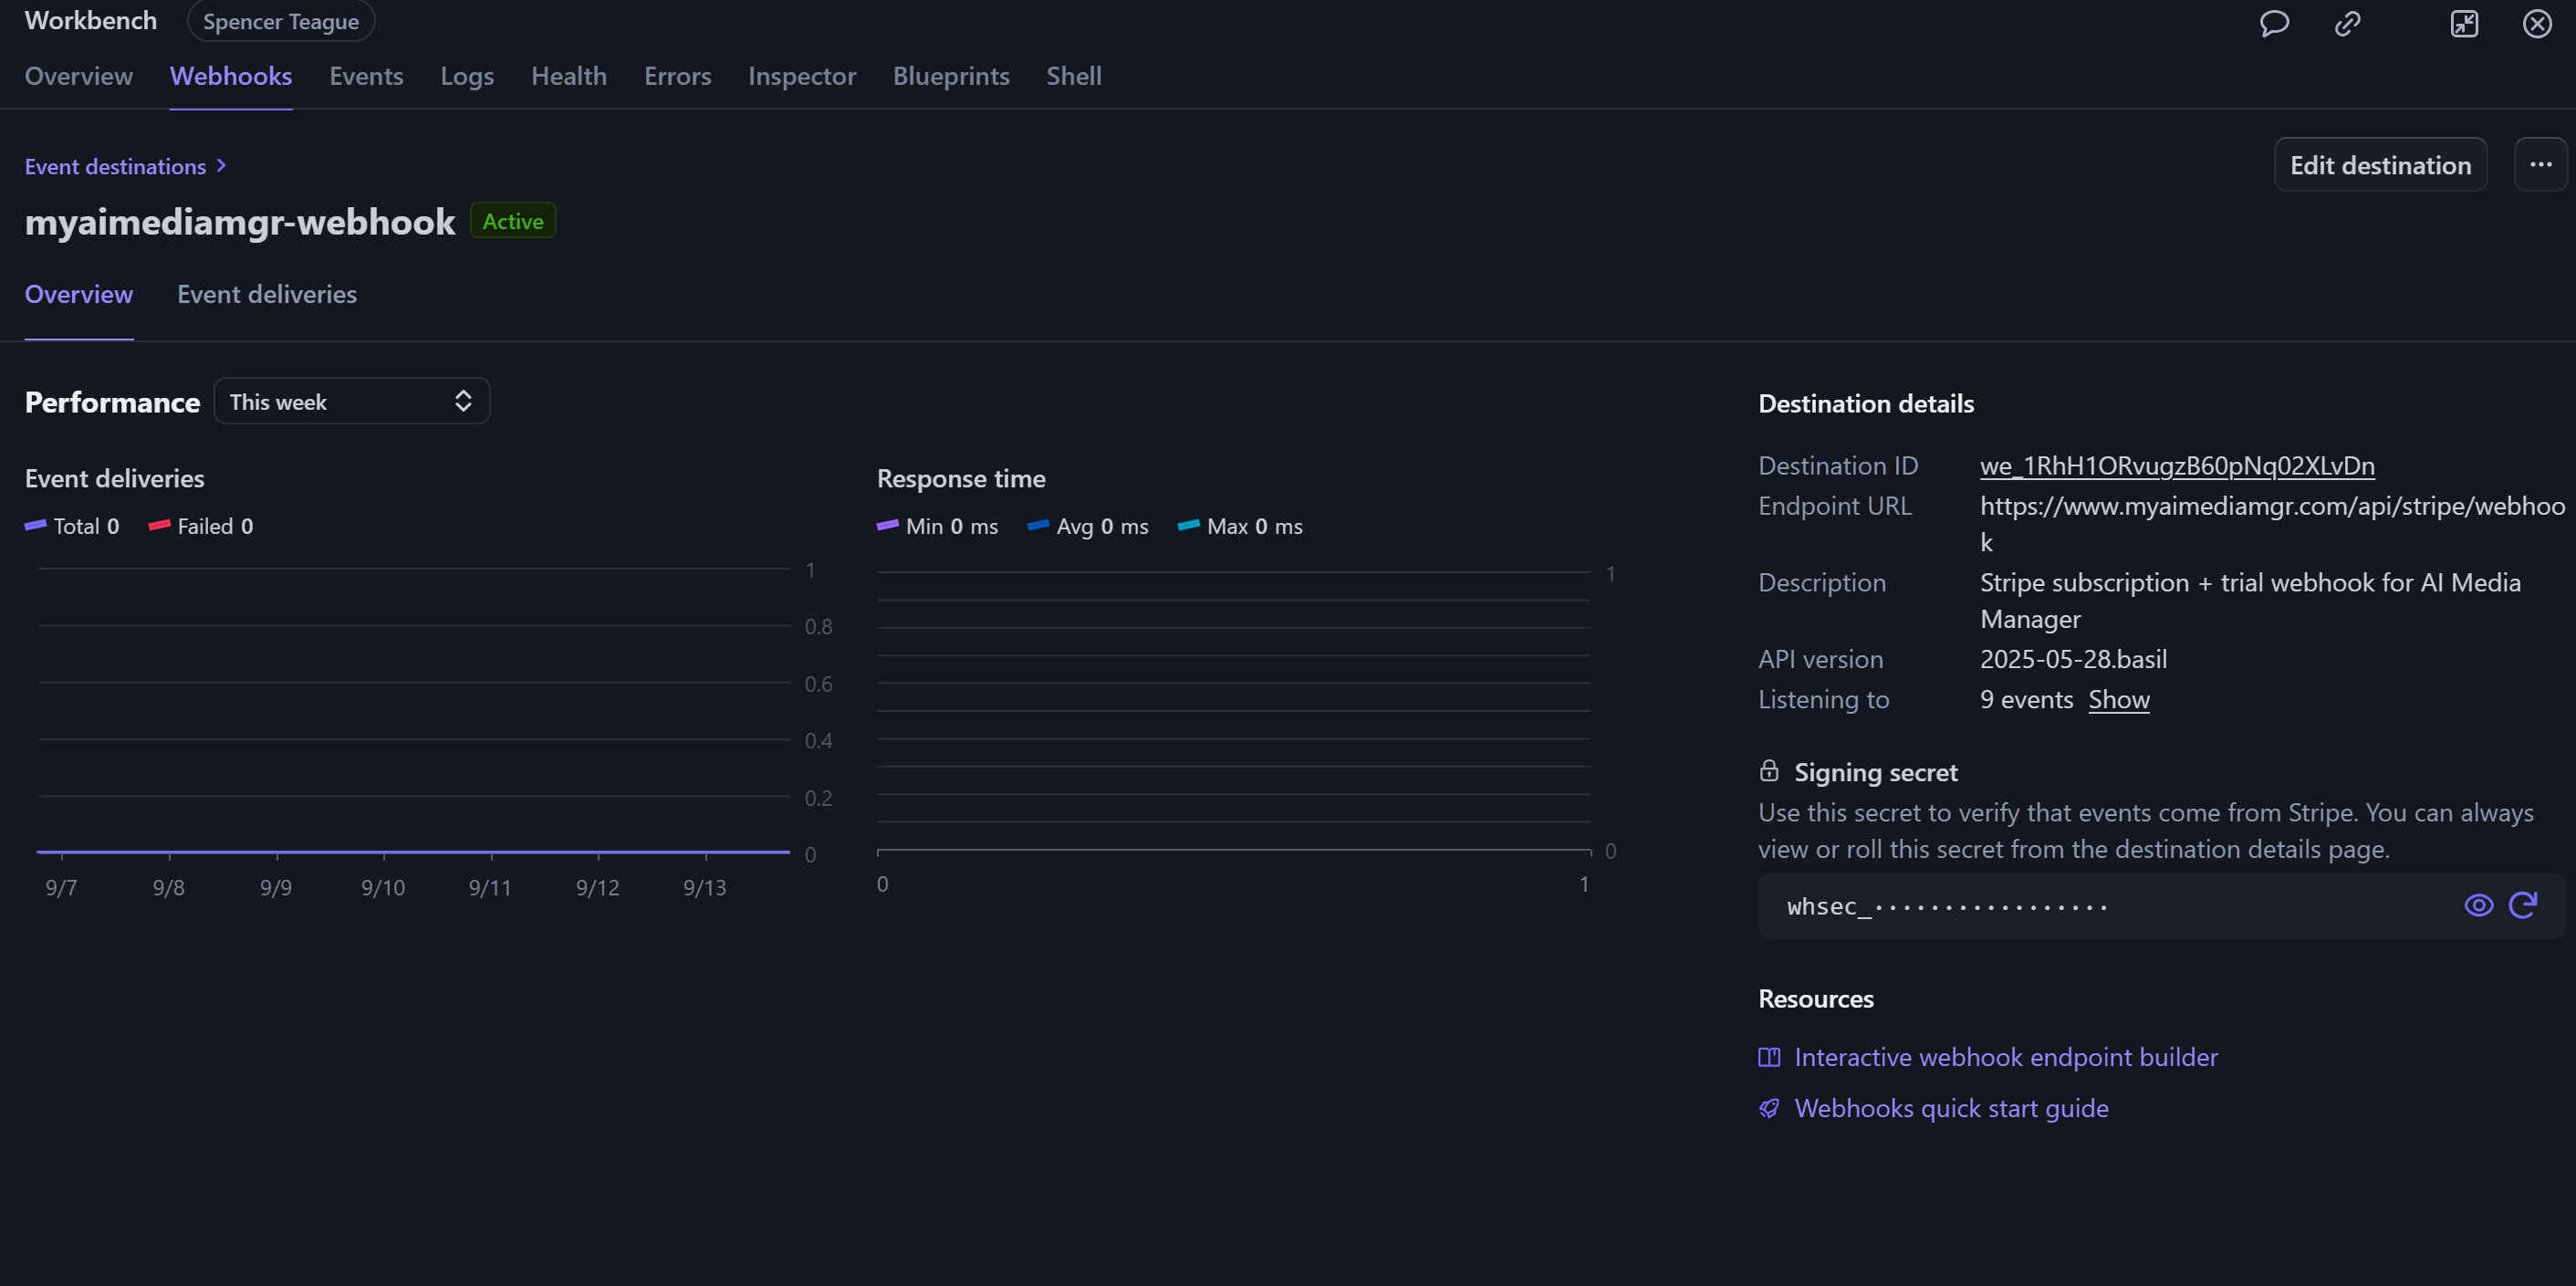 Workbench
Spencer Teague
Overview
Webhooks
Events
Logs
Health
Errors
Inspector
Blueprints
Shell
Event destinations
Edit destination
myaimediamgr-webhook
Active
Overview
Event deliveries
Performance
This week
Event deliveries
Total 0
Failed 0
1
0.8
0.6
0.4
0.2
0
9/7
9/8
9/9
9/10
9/11
9/12
9/13
Response time
Min 0 ms
Avg 0 ms
Max 0 ms
1
0
0
1
Destination details
Destination ID
we_1RhH1ORvugzB60pNq02XLvDn
Endpoint URL
https://www.myaimediamgr.com/api/stripe/webhoo
k
Description
Stripe subscription + trial webhook for AI Media
Manager
API version
2025-05-28.basil
Listening to
9 events Show
Signing secret
Use this secret to verify that events come from Stripe. You can always
view or roll this secret from the destination details page.
whsec_·················
Resources
Interactive webhook endpoint builder
Webhooks quick start guide